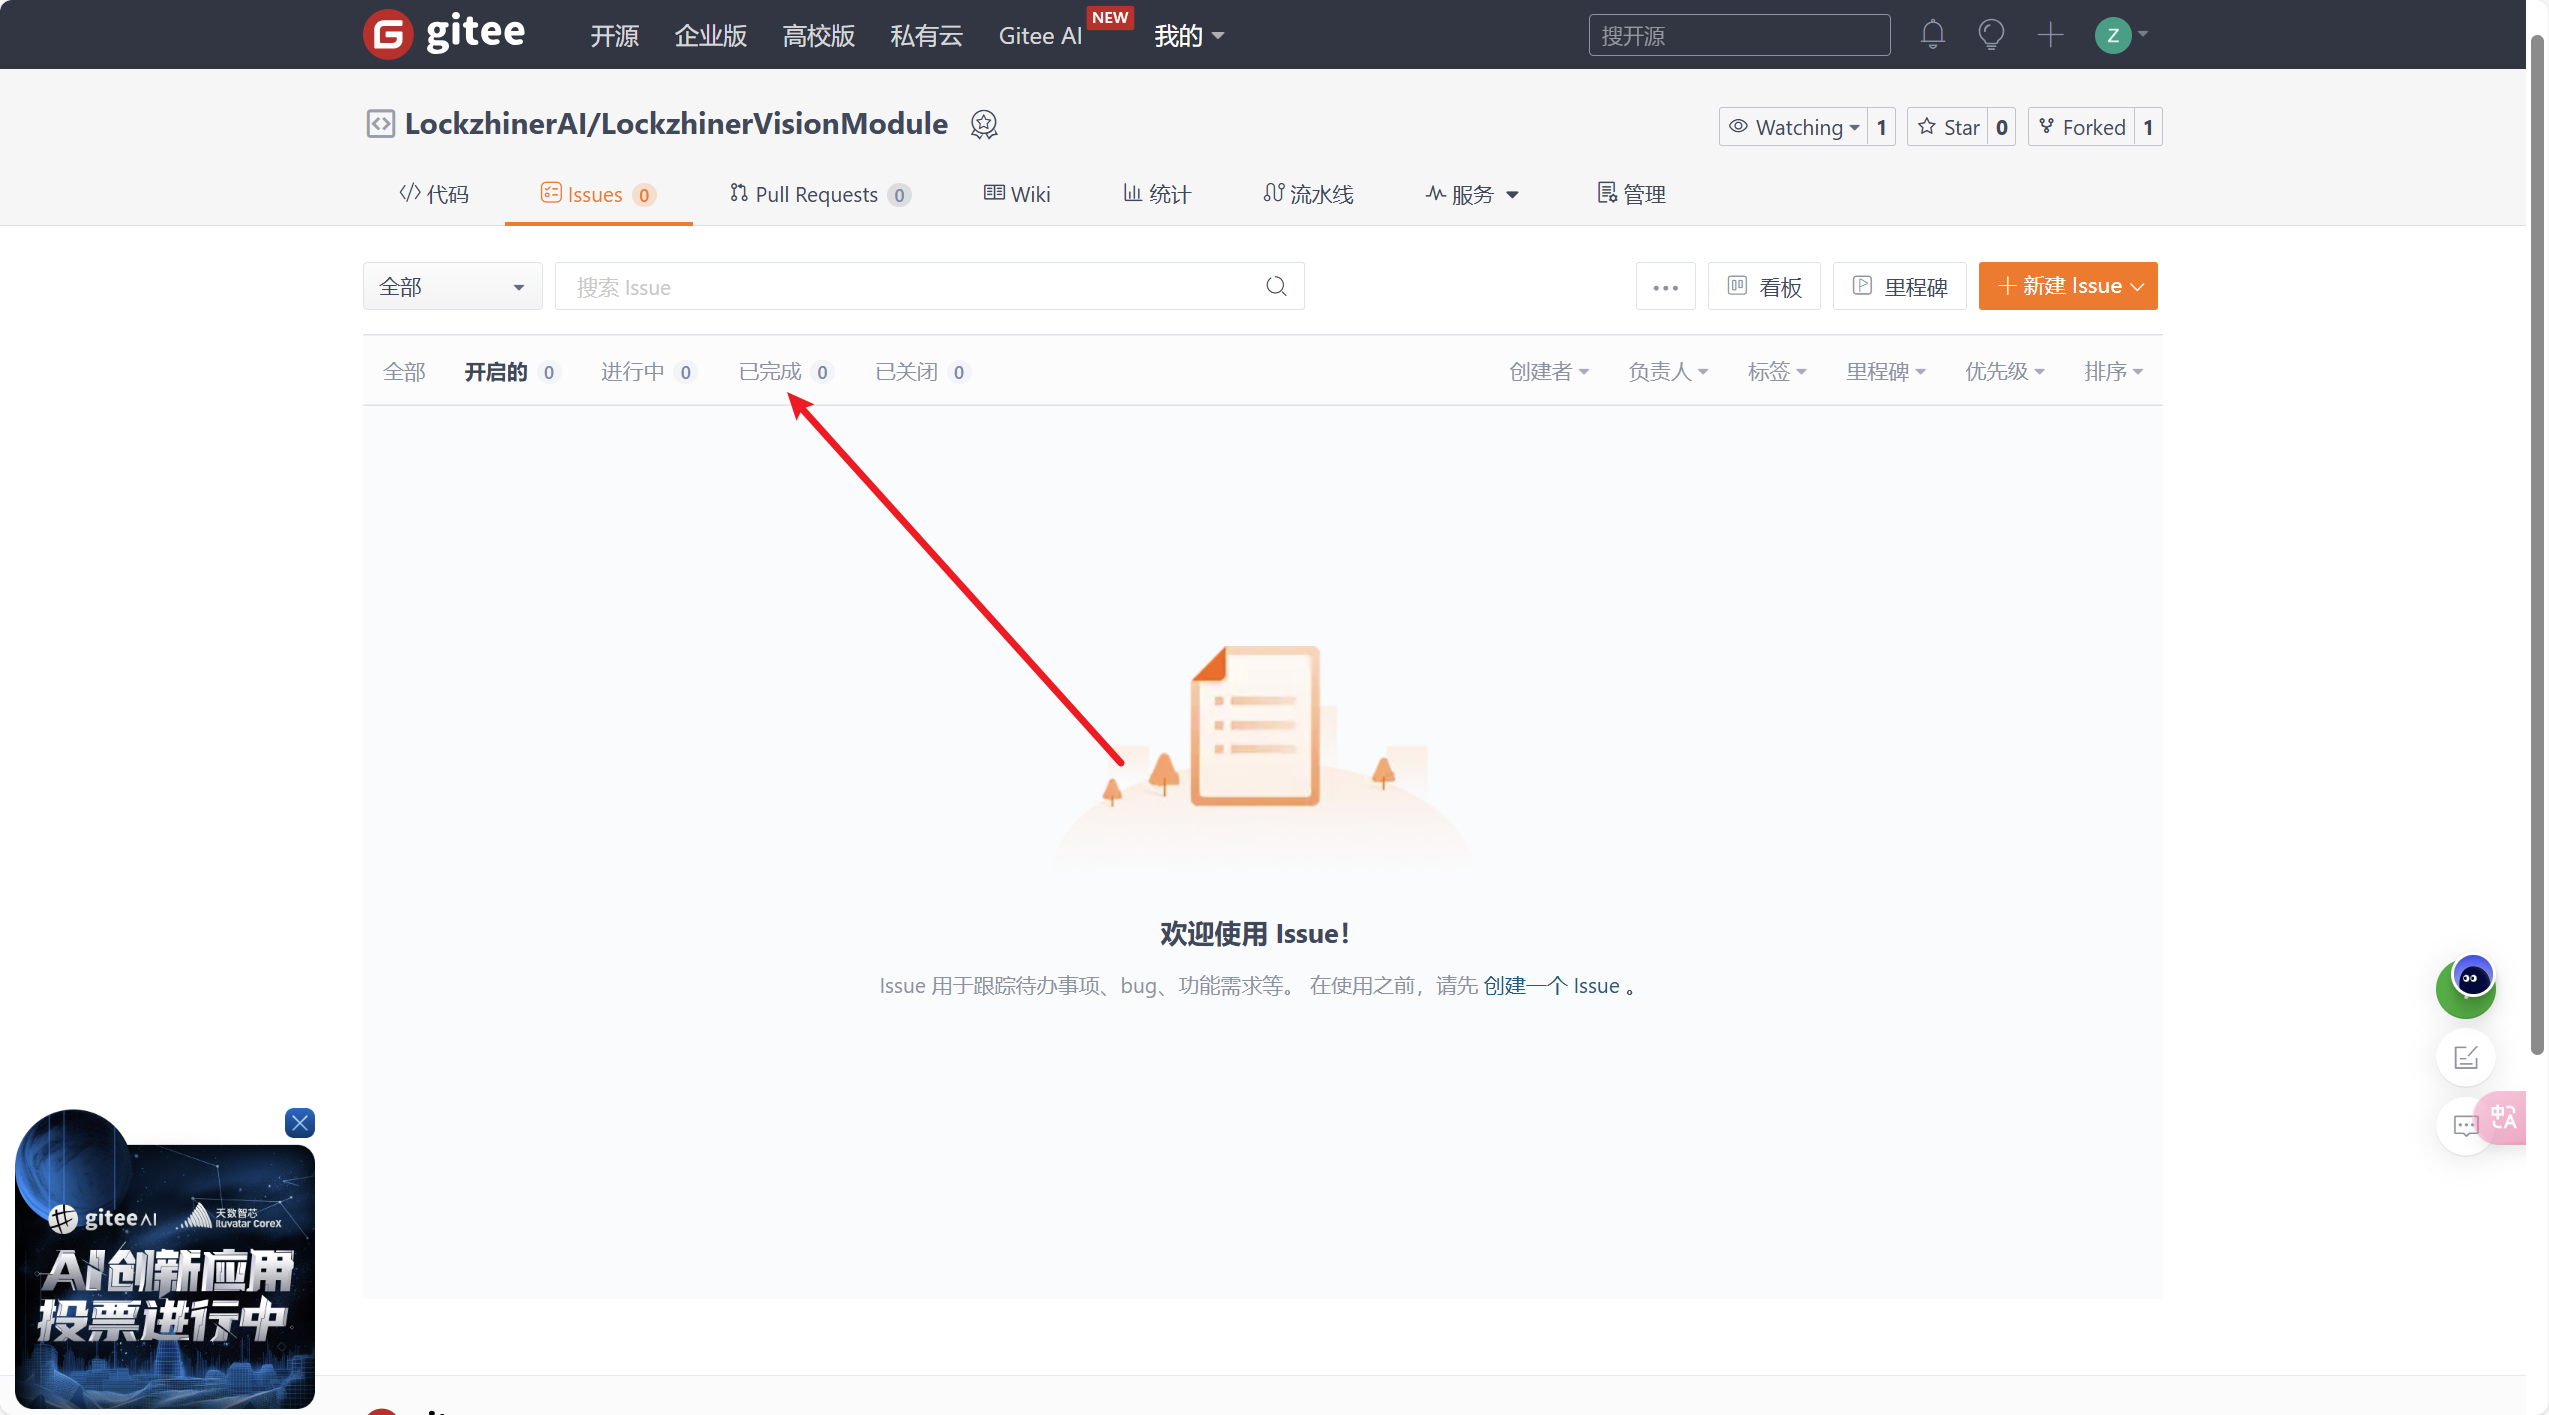 gitee 开源 企业版 高校版 私有云 Gitee AI NEW 我的 搜开源 Z
LockzhinerAI/LockzhinerVisionModule Watching 1 Star 0 Forked 1
代码 Issues 0 Pull Requests 0 Wiki 统计 流水线 服务 管理
全部 搜索 Issue 看板 里程碑 新建 Issue
全部 开启的 0 进行中 0 已完成 0 已关闭 0 创建者 负责人 标签 里程碑 优先级 排序
欢迎使用 Issue！
Issue 用于跟踪待办事项、bug、功能需求等。 在使用之前，请先 创建一个 Issue 。
中A
gitee AI 天数智芯
Iluvatar CoreX
AI创新应用
投票进行中